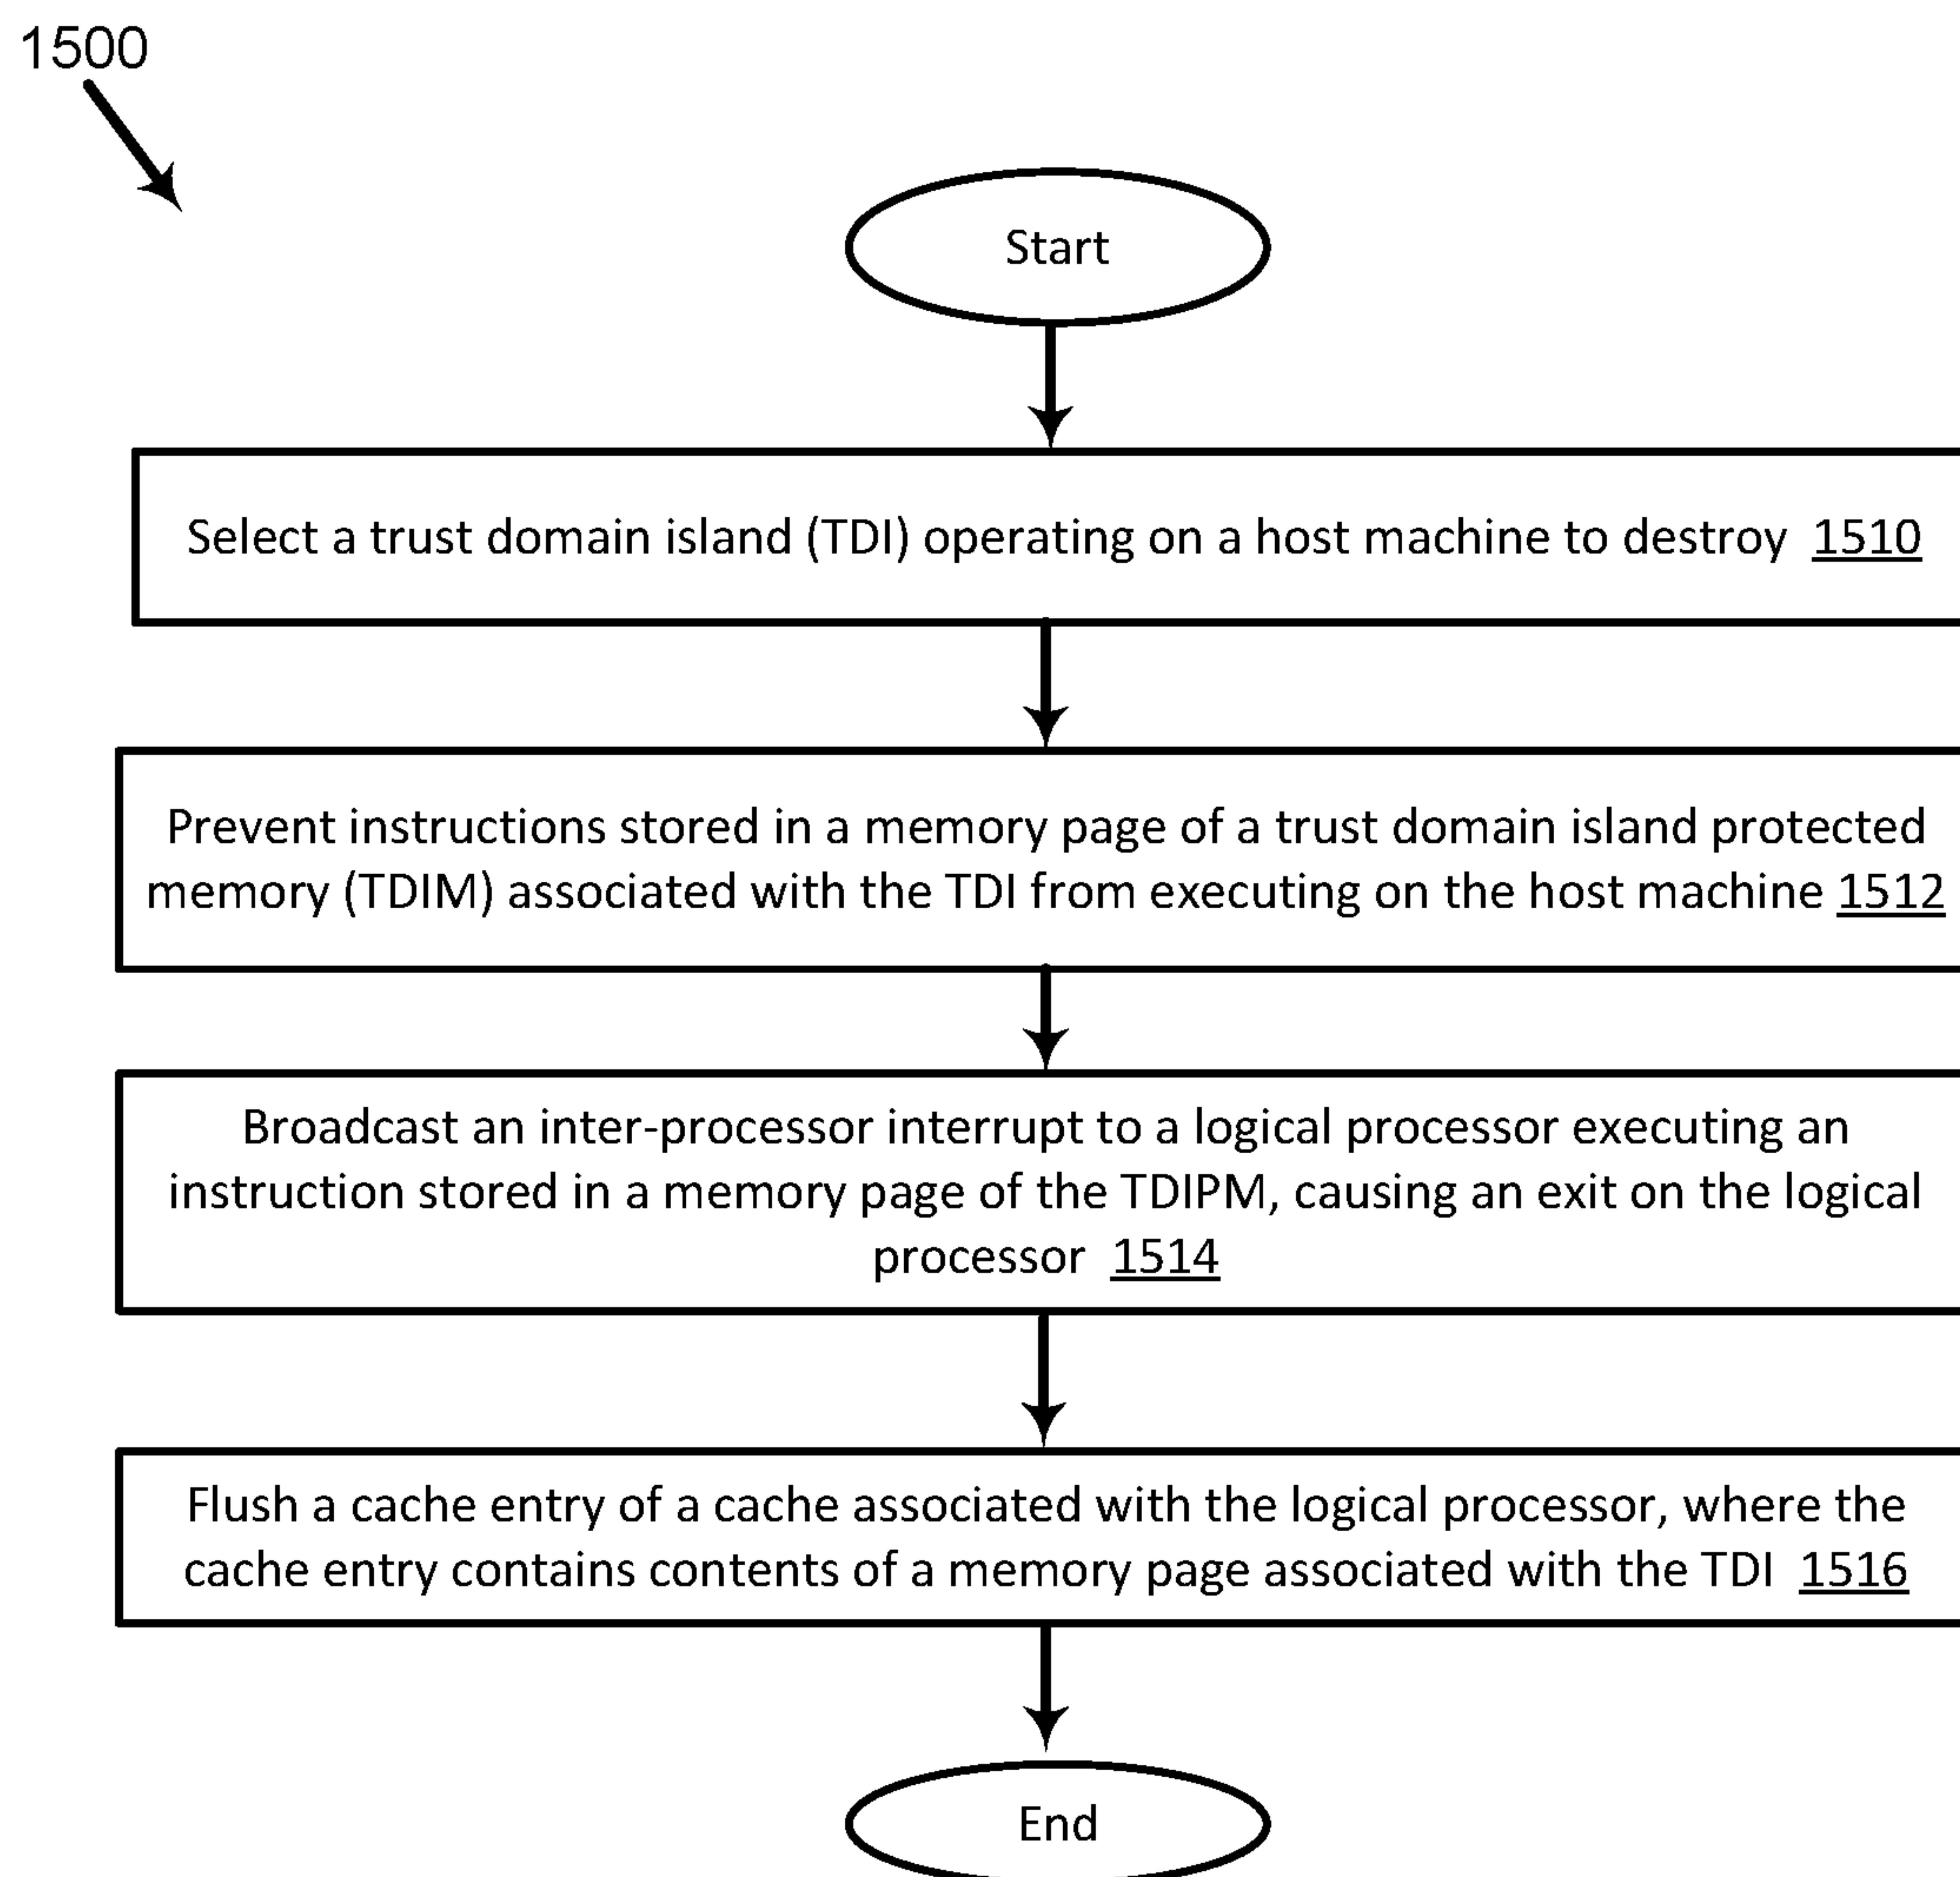 1500
Start
Select a trust domain island (TDI) operating on a host machine to destroy 1510
Prevent instructions stored in a memory page of a trust domain island protected
memory (TDIM) associated with the TDI from executing on the host machine 1512
Broadcast an inter-processor interrupt to a logical processor executing an
instruction stored in a memory page of the TDIPM, causing an exit on the logical
processor 1514
Flush a cache entry of a cache associated with the logical processor, where the
cache entry contains contents of a memory page associated with the TDI 1516
End